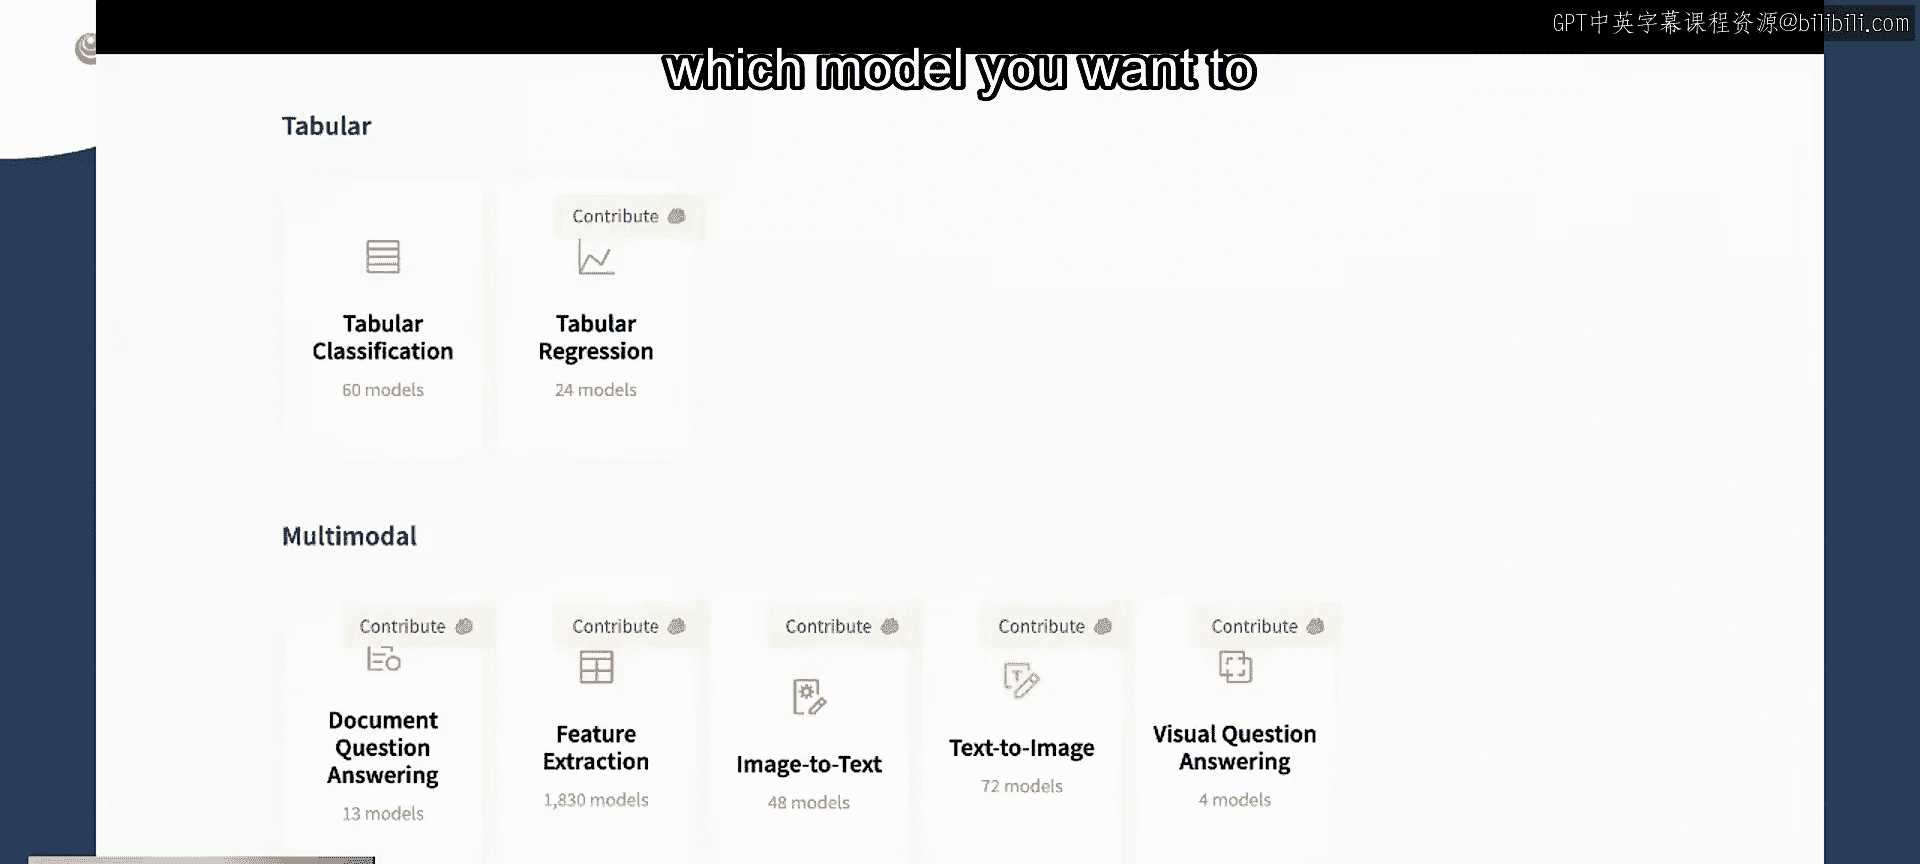 GPT中英字幕课程资源@bilibili.com
which model you want to
Tabular
Contribute
Tabular
Classification
60 models
Tabular
Regression
24 models
Multimodal
Contribute
Contribute
Contribute
Contribute
Contribute
Document
Question
Answering
13 models
Feature
Extraction
1,830 models
Image-to-Text
48 models
Text-to-Image
72 models
Visual Question
Answering
4 models